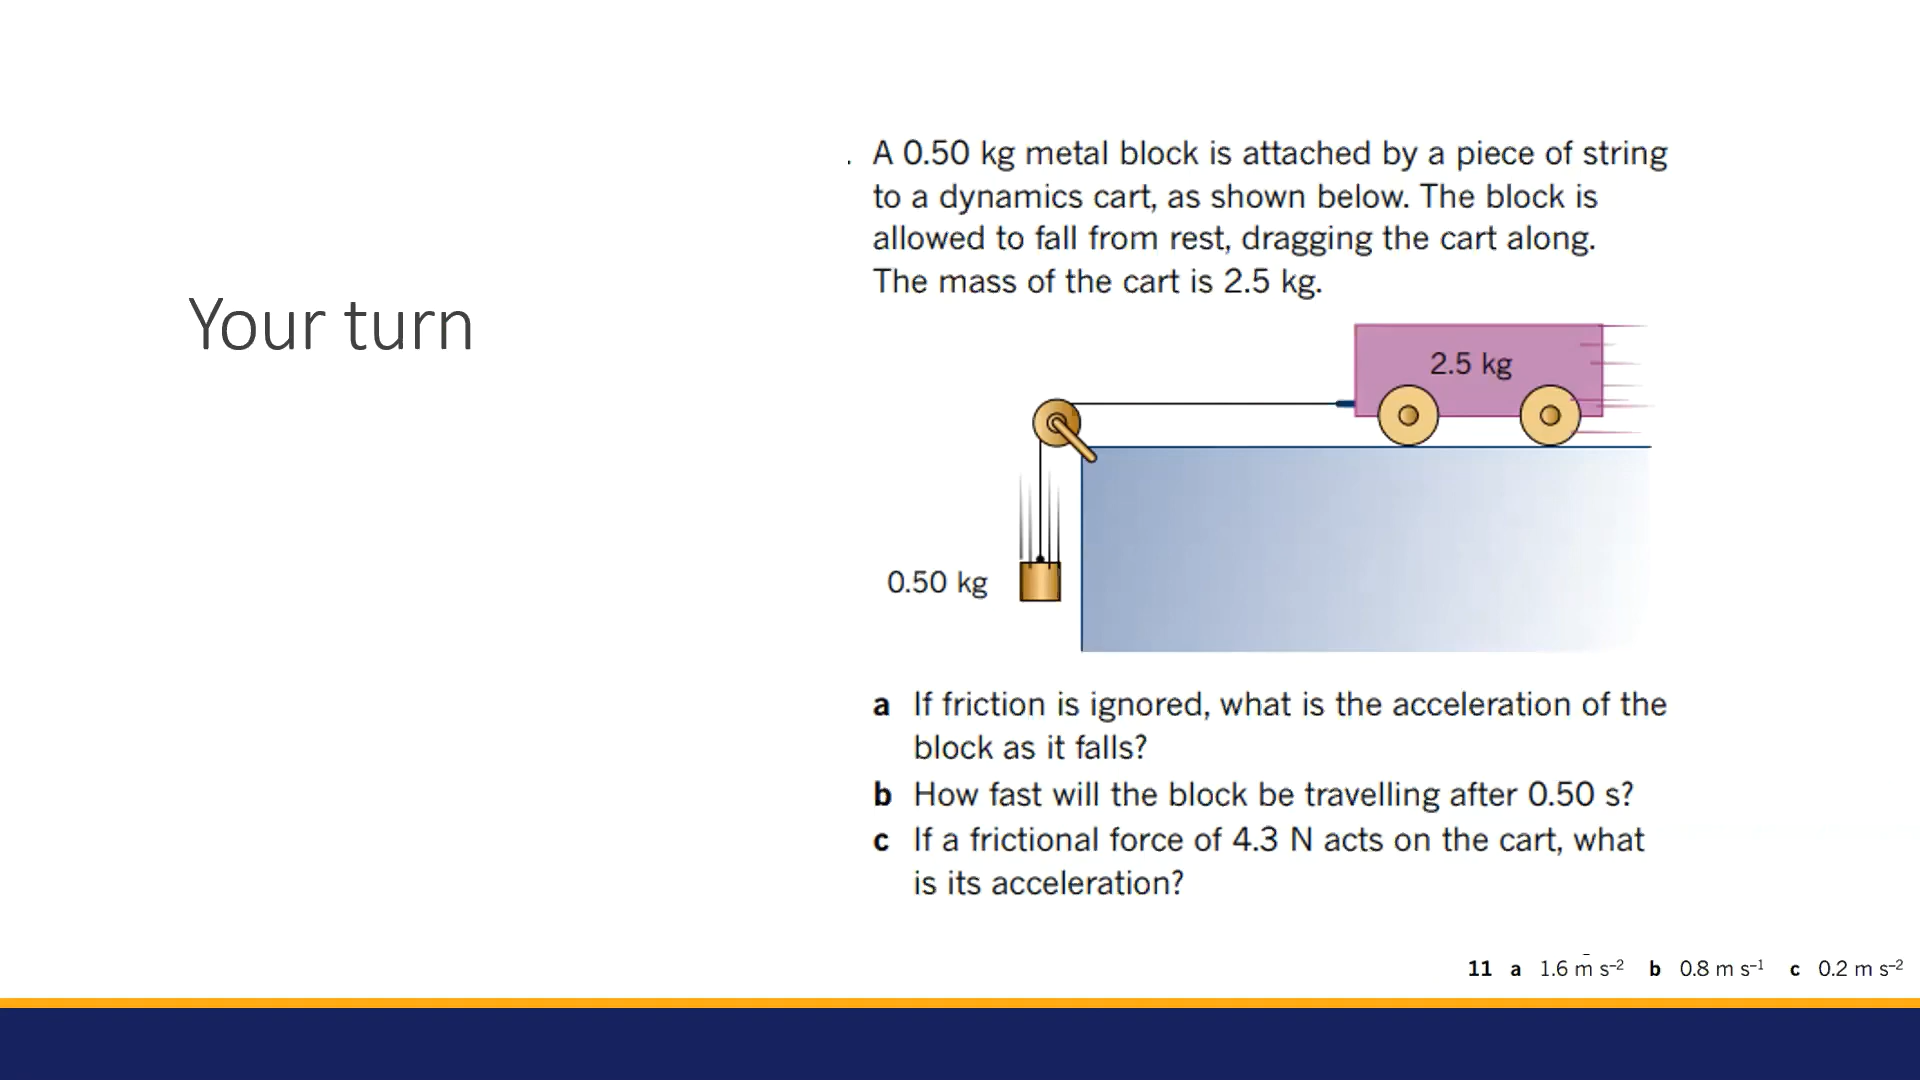 Your turn
. A 0.50 kg metal block is attached by a piece of string
to a dynamics cart, as shown below. The block is
allowed to fall from rest, dragging the cart along.
The mass of the cart is 2.5 kg.
2.5 kg
0.50 kg
a If friction is ignored, what is the acceleration of the
block as it falls?
b How fast will the block be travelling after 0.50 s?
c If a frictional force of 4.3 N acts on the cart, what
is its acceleration?
11 a 1.6 m s⁻² b 0.8 m s⁻¹ c 0.2 m s⁻²